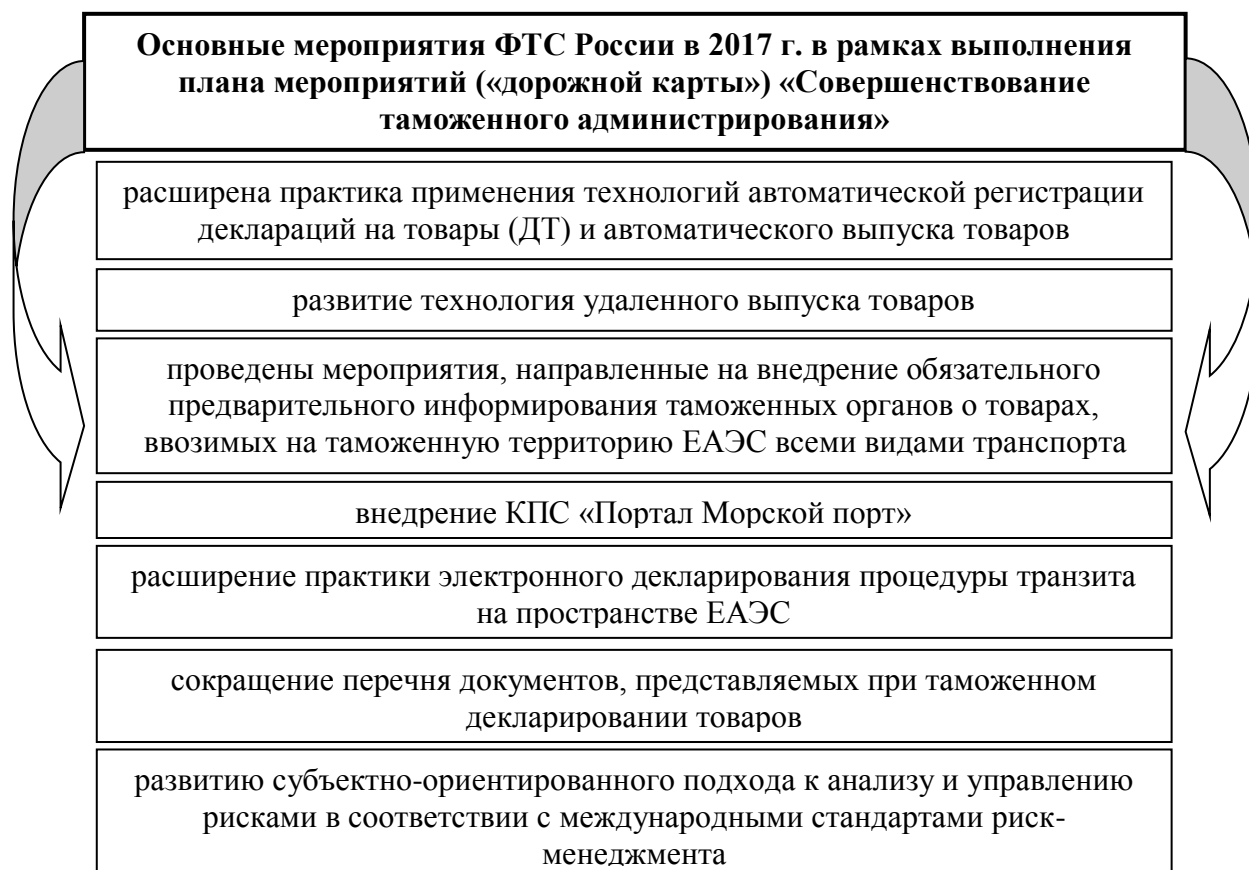 Основные мероприятия ФТС России в 2017 г. в рамках выполнения
плана мероприятий («дорожной карты») «Совершенствование
таможенного администрирования»
расширена практика применения технологий автоматической регистрации
деклараций на товары (ДТ) и автоматического выпуска товаров
развитие технология удаленного выпуска товаров
проведены мероприятия, направленные на внедрение обязательного
предварительного информирования таможенных органов о товарах,
ввозимых на таможенную территорию ЕАЭС всеми видами транспорта
внедрение КПС «Портал Морской порт»
расширение практики электронного декларирования процедуры транзита
на пространстве ЕАЭС
сокращение перечня документов, представляемых при таможенном
декларировании товаров
развитию субъектно-ориентированного подхода к анализу и управлению
рисками в соответствии с международными стандартами риск-
менеджмента